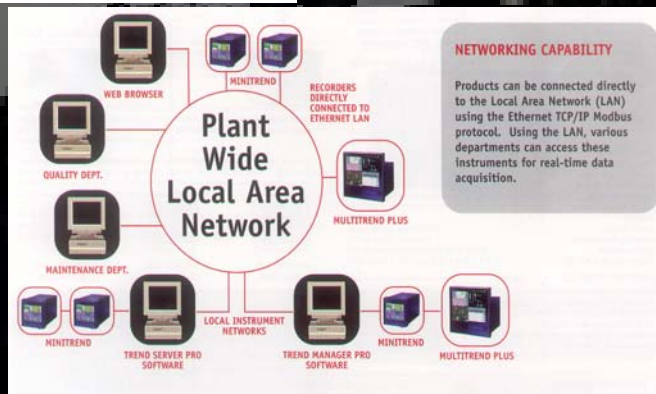 WEB BROWSER
MINITREND
RECORDERS
DIRECTLY
CONNECTED TO
ETHERNET LAN
QUALITY DEPT.
Plant
Wide
Local Area
Network
MULTITREND PLUS
MAINTENANCE DEPT.
MINITREND
TREND SERVER PRO
SOFTWARE
LOCAL INSTRUMENT
NETWORKS
TREND MANAGER PRO
SOFTWARE
MINITREND
MULTITREND PLUS
NETWORKING CAPABILITY
Products can be connected directly
to the Local Area Network (LAN)
using the Ethernet TCP/IP Modbus
protocol. Using the LAN, various
departments can access these
instruments for real-time data
acquisition.